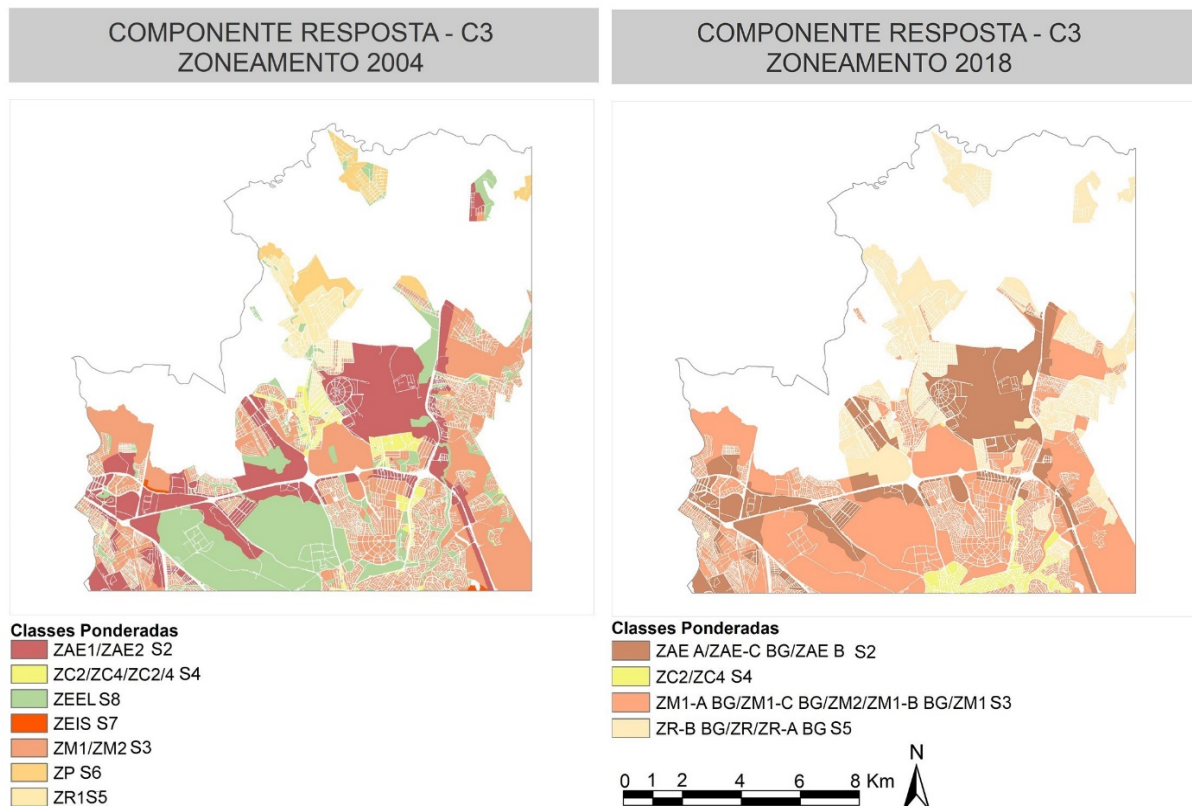 COMPONENTE RESPOSTA - C3
ZONEAMENTO 2004
Classes Ponderadas
ZAE1/ZAE2 S2
ZC2/ZC4/ZC2/4 S4
ZEEL S8
ZEIS S7
ZM1/ZM2 S3
ZP S6
ZR1S5
COMPONENTE RESPOSTA - C3
ZONEAMENTO 2018
Classes Ponderadas
ZAE A/ZAE-C BG/ZAE B S2
ZC2/ZC4 S4
ZM1-A BG/ZM1-C BG/ZM2/ZM1-B BG/ZM1 S3
ZR-B BG/ZR/ZR-A BG S5
0 1 2 4 6 8 Km
N